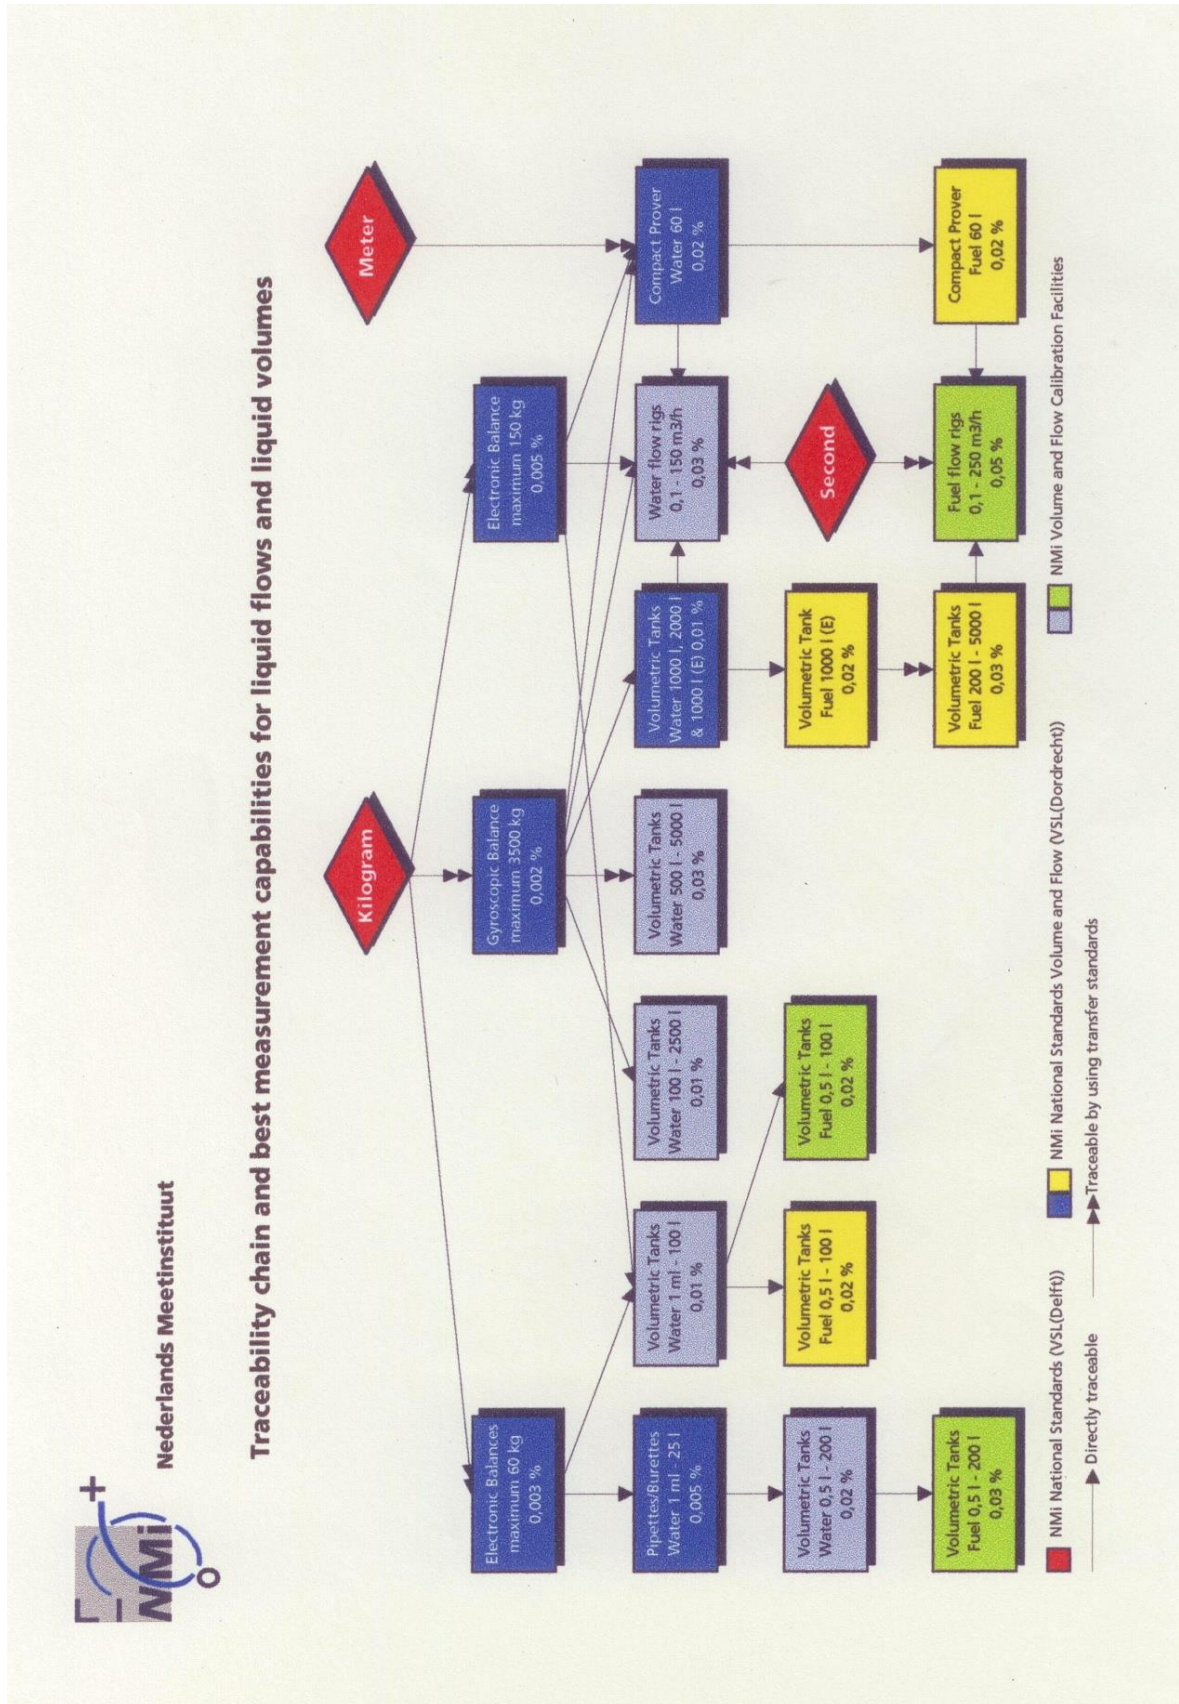 NMi
Nederlands Meetinstituut
Traceability chain and best measurement capabilities for liquid flows and liquid volumes
Kilogram
Meter
Electronic Balances
maximum 60 kg
0,003 %
Gyroscopic Balance
maximum 3500 kg
0,002 %
Electronic Balance
maximum 150 kg
0,005 %
Pipettes/Burettes
Water 1 ml - 25 l
0,005 %
Volumetric Tanks
Water 1 ml - 100 l
0,01 %
Volumetric Tanks
Water 100 l - 2500 l
0,01 %
Volumetric Tanks
Water 500 l - 5000 l
0,03 %
Volumetric Tanks
Water 1000 l, 2000 l
& 1000 l (E) 0,01 %
Water flow rigs
0,1 - 150 m3/h
0,03 %
Compact Prover
Water 60 l
0,02 %
Volumetric Tanks
Water 0,5 l - 200 l
0,02 %
Volumetric Tanks
Fuel 0,5 l - 100 l
0,02 %
Volumetric Tanks
Fuel 0,5 l - 100 l
0,02 %
Volumetric Tank
Fuel 1000 l (E)
0,02 %
Second
Volumetric Tanks
Fuel 0,5 l - 200 l
0,03 %
Volumetric Tanks
Fuel 200 l - 5000 l
0,03 %
Fuel flow rigs
0,1 - 250 m3/h
0,05 %
Compact Prover
Fuel 60 l
0,02 %
NMi National Standards (VSL(Delft))
NMi National Standards Volume and Flow (VSL(Dordrecht))
NMi Volume and Flow Calibration Facilities
Directly traceable
Traceable by using transfer standards